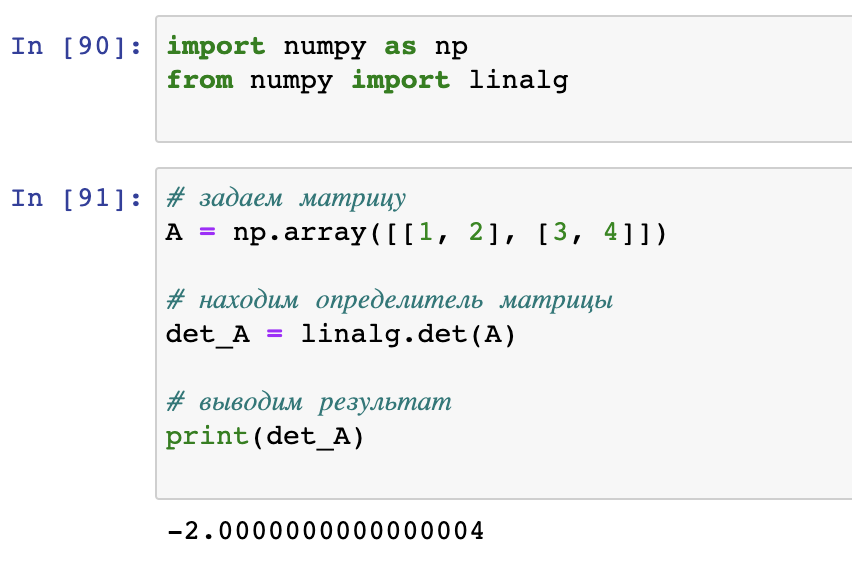 In [90]: import numpy as np
from numpy import linalg
In [91]: # задаем матрицу
A = np.array([[1, 2], [3, 4]])
# находим определитель матрицы
det_A = linalg.det(A)
# выводим результат
print(det_A)
-2.0000000000000004